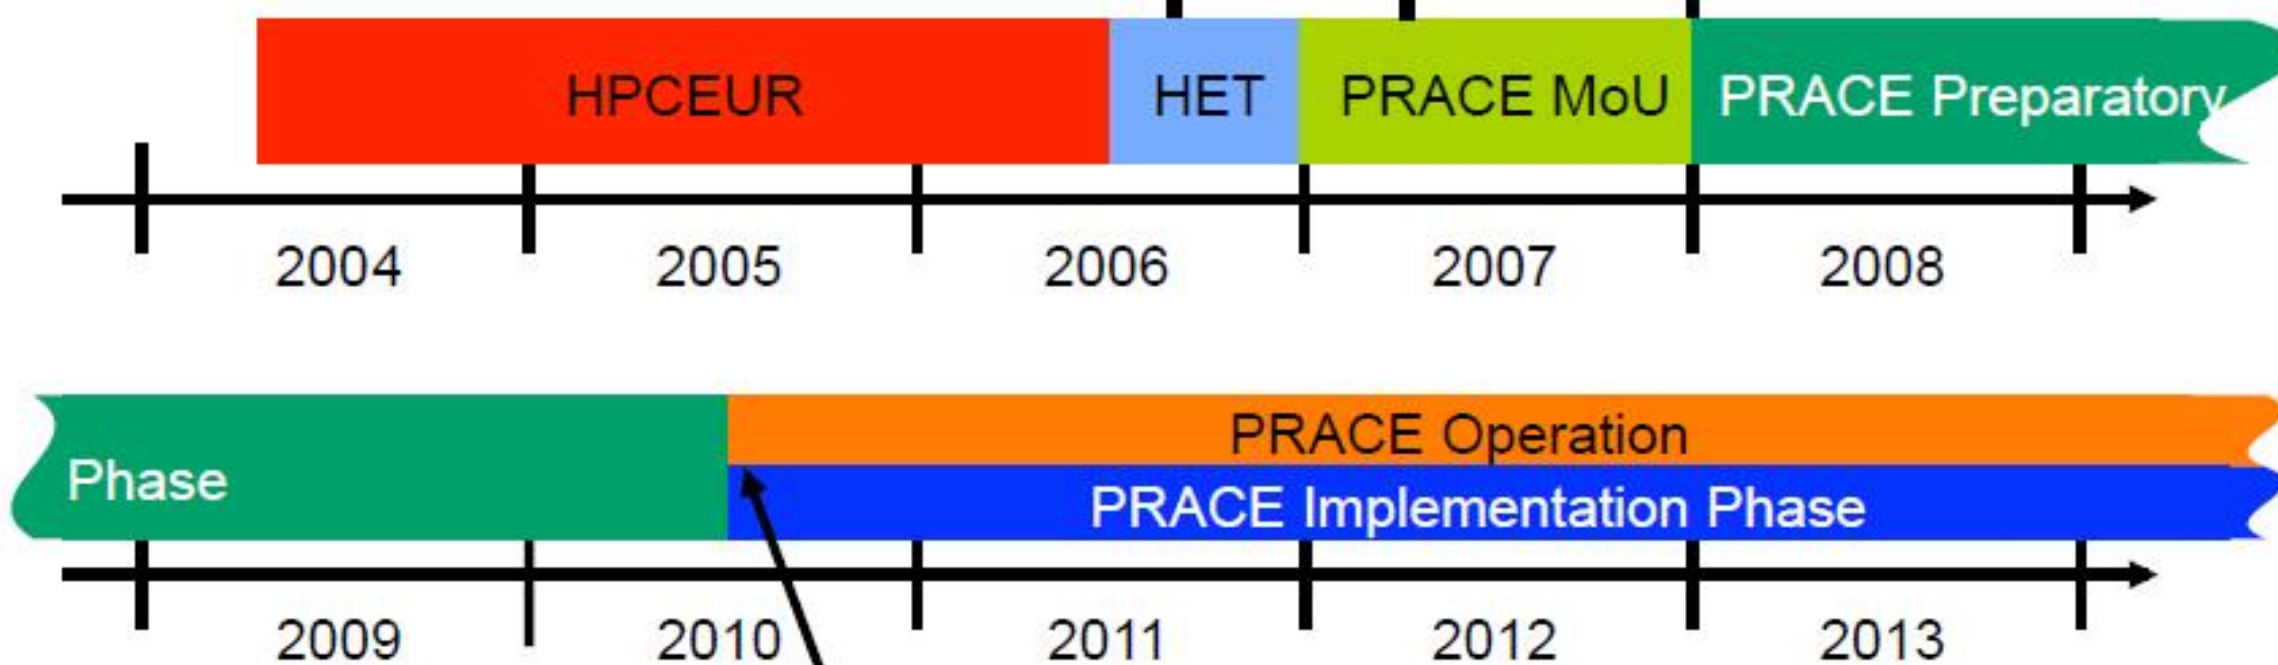 HPCEUR HET PRACE MoU PRACE Preparatory
2004 2005 2006 2007 2008
PRACE Operation
Phase
PRACE Implementation Phase
2009 2010 2011 2012 2013